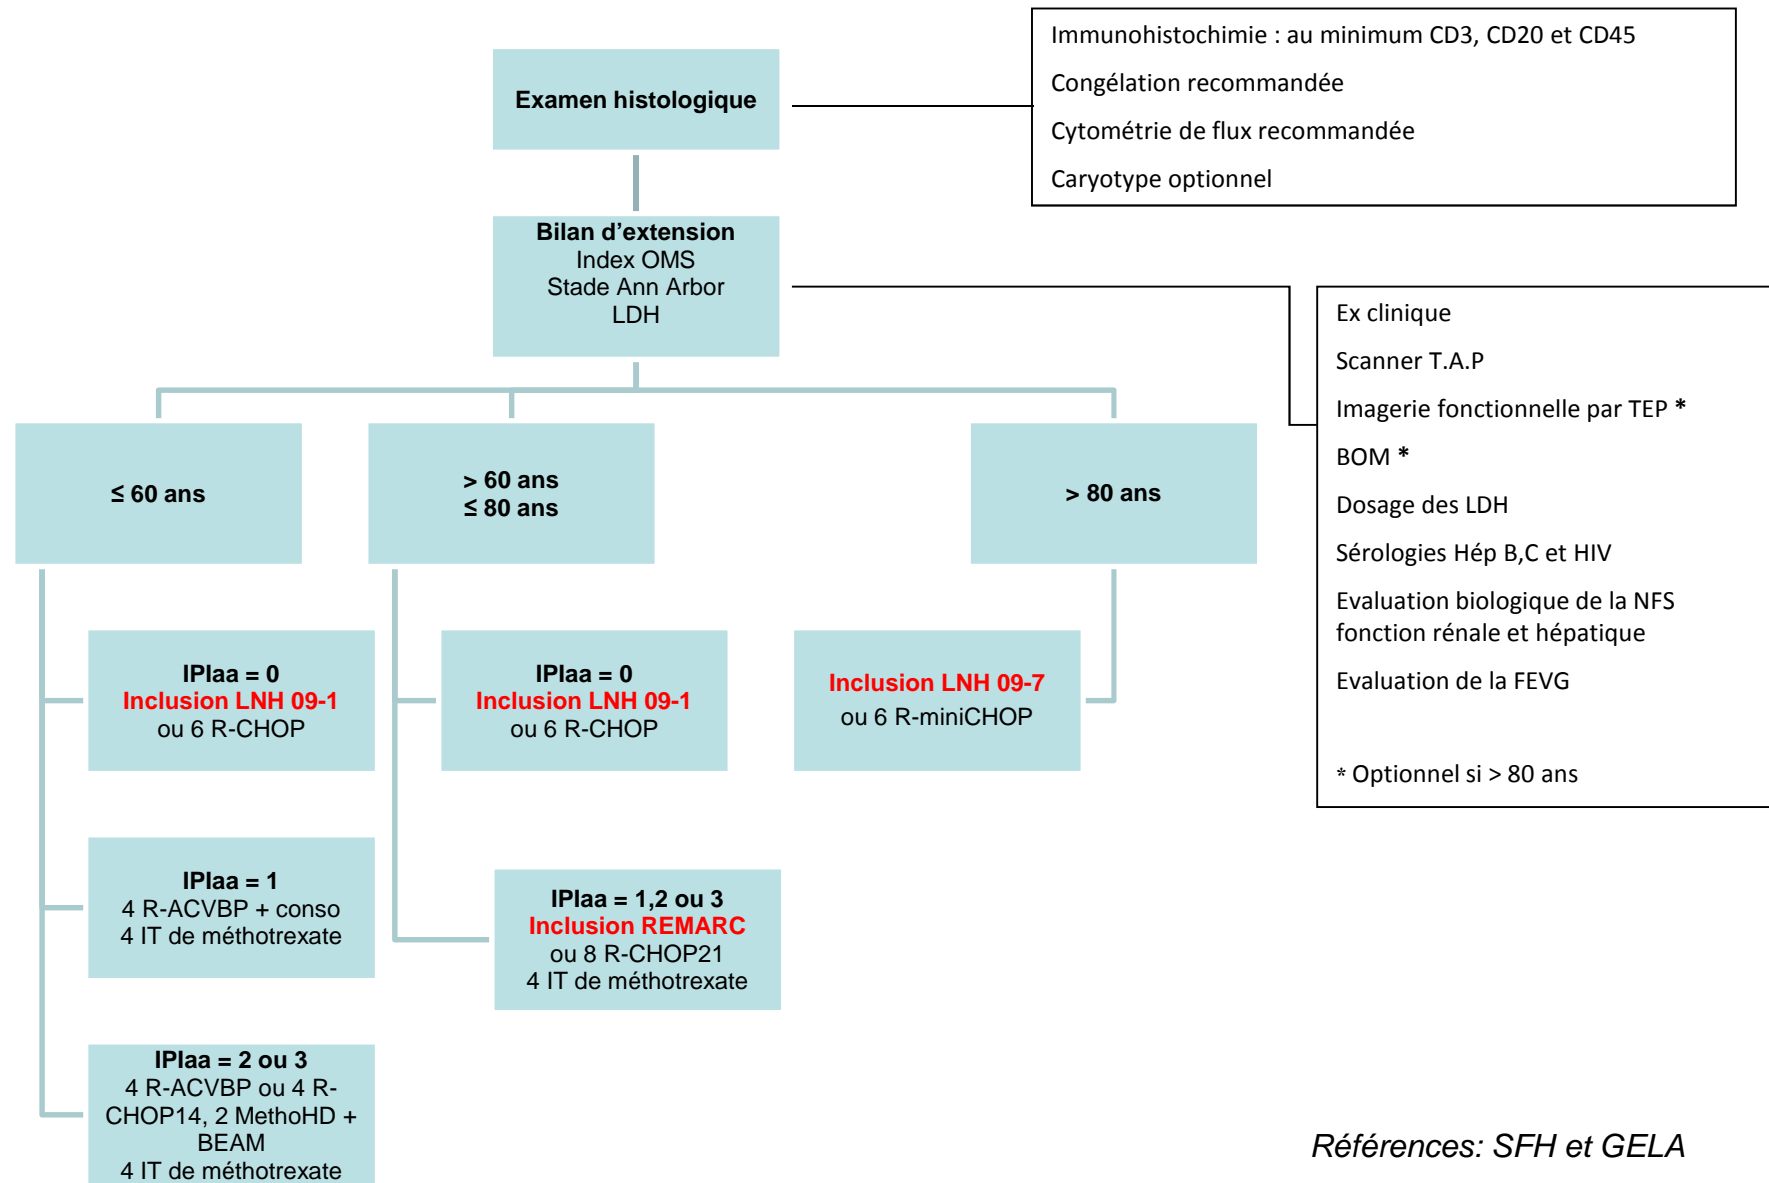 Examen histologique
Immunohistochimie : au minimum CD3, CD20 et CD45
Congélation recommandée
Cytométrie de flux recommandée
Caryotype optionnel
Bilan d'extension
Index OMS
Stade Ann Arbor
LDH
Ex clinique
Scanner T.A.P
Imagerie fonctionnelle par TEP *
BOM *
Dosage des LDH
Sérologies Hép B,C et HIV
Evaluation biologique de la NFS
fonction rénale et hépatique
Evaluation de la FEVG
* Optionnel si > 80 ans
≤ 60 ans
> 60 ans
≤ 80 ans
> 80 ans
IPIaa = 0
Inclusion LNH 09-1
ou 6 R-CHOP
IPIaa = 0
Inclusion LNH 09-1
ou 6 R-CHOP
Inclusion LNH 09-7
ou 6 R-miniCHOP
IPIaa = 1
4 R-ACVBP + conso
4 IT de méthotrexate
IPIaa = 1,2 ou 3
Inclusion REMARC
ou 8 R-CHOP21
4 IT de méthotrexate
IPIaa = 2 ou 3
4 R-ACVBP ou 4 R-
CHOP14, 2 MethoHD +
BEAM
4 IT de méthotrexate
Références: SFH et GELA